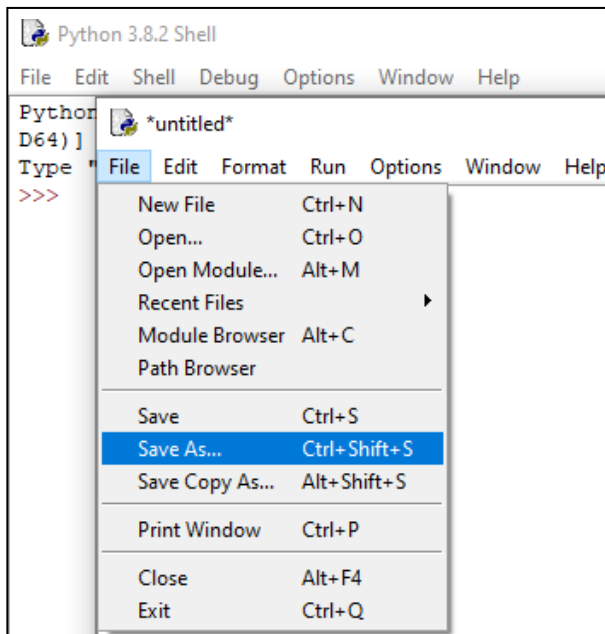 Python 3.8.2 Shell
File Edit Shell Debug Options Window Help
Python
D64)]
Type "
>>>
*untitled*
File Edit Format Run Options Window Help
New File Ctrl+N
Open... Ctrl+O
Open Module... Alt+M
Recent Files
Module Browser Alt+C
Path Browser
Save Ctrl+S
Save As... Ctrl+Shift+S
Save Copy As... Alt+Shift+S
Print Window Ctrl+P
Close Alt+F4
Exit Ctrl+Q